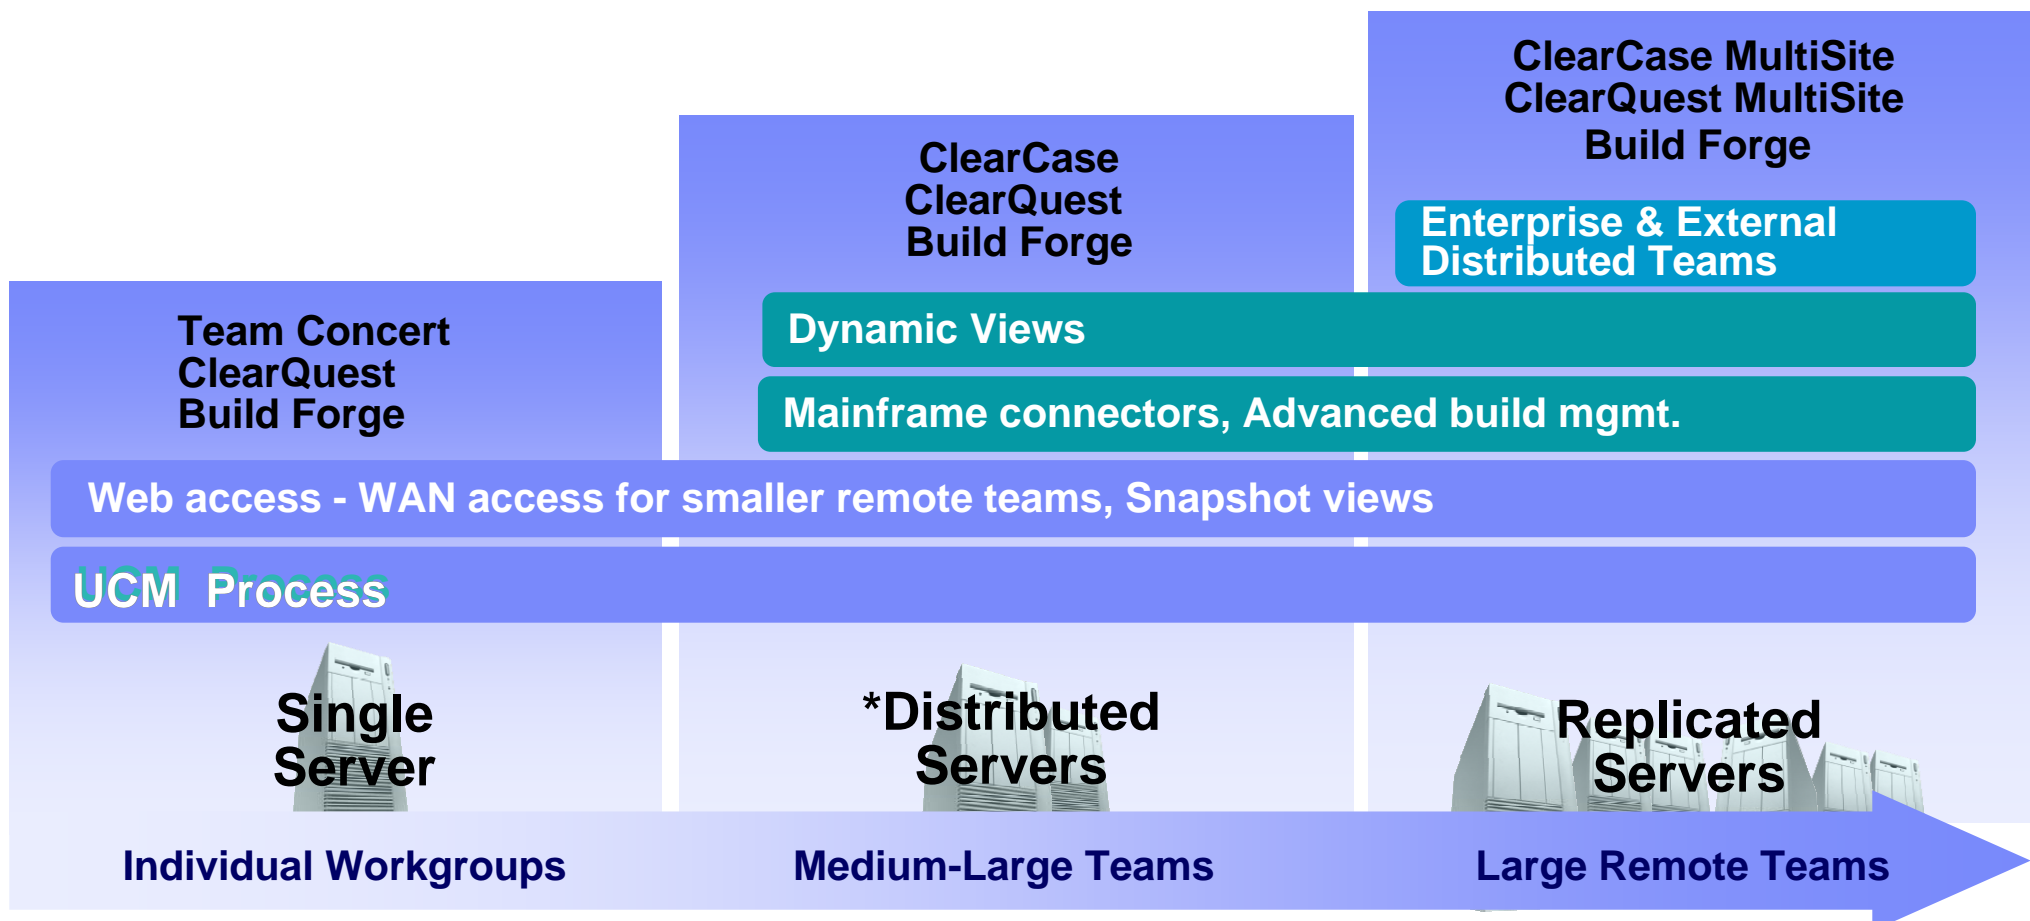 ClearCase MultiSite
ClearQuest MultiSite
Build Forge
ClearCase
ClearQuest
Build Forge
Enterprise & External
Distributed Teams
Team Concert
ClearQuest
Build Forge
Dynamic Views
Mainframe connectors, Advanced build mgmt.
Web access - WAN access for smaller remote teams, Snapshot views
UCM Process
Single
Server
*Distributed
Servers
Replicated
Servers
Individual Workgroups
Medium-Large Teams
Large Remote Teams